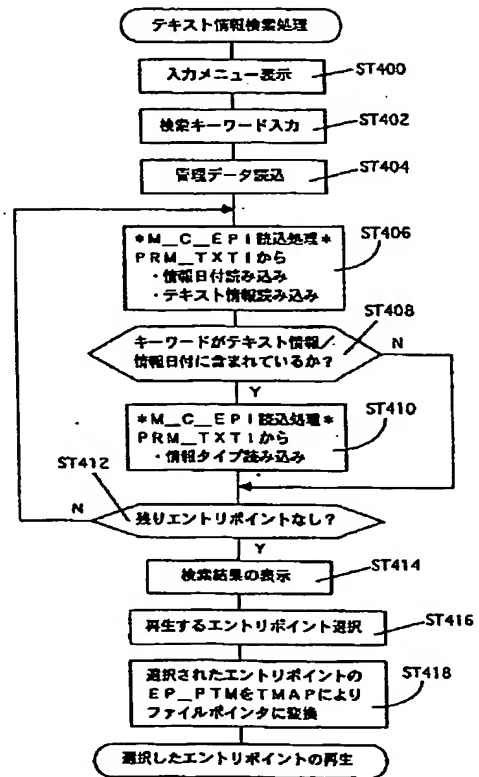 テキスト情報検索処理
入力メニュー表示
ST400
検索キーワード入力
ST402
管理データ読込
ST404
*M__C__EPI読込処理*
PRM__TXTIから
・情報日付読み込み
・テキスト情報読み込み
ST406
キーワードがテキスト情報／
情報日付に含まれているか？
ST408
N
Y
*M__C__EPI読込処理*
PRM__TXTIから
・情報タイプ読み込み
ST410
ST412
N
残りエントリポイントなし？
Y
検索結果の表示
ST414
再生するエントリポイント選択
ST416
選択されたエントリポイントの
EP__PTMをTMAPにより
ファイルポインタに変換
ST418
選択したエントリポイントの再生